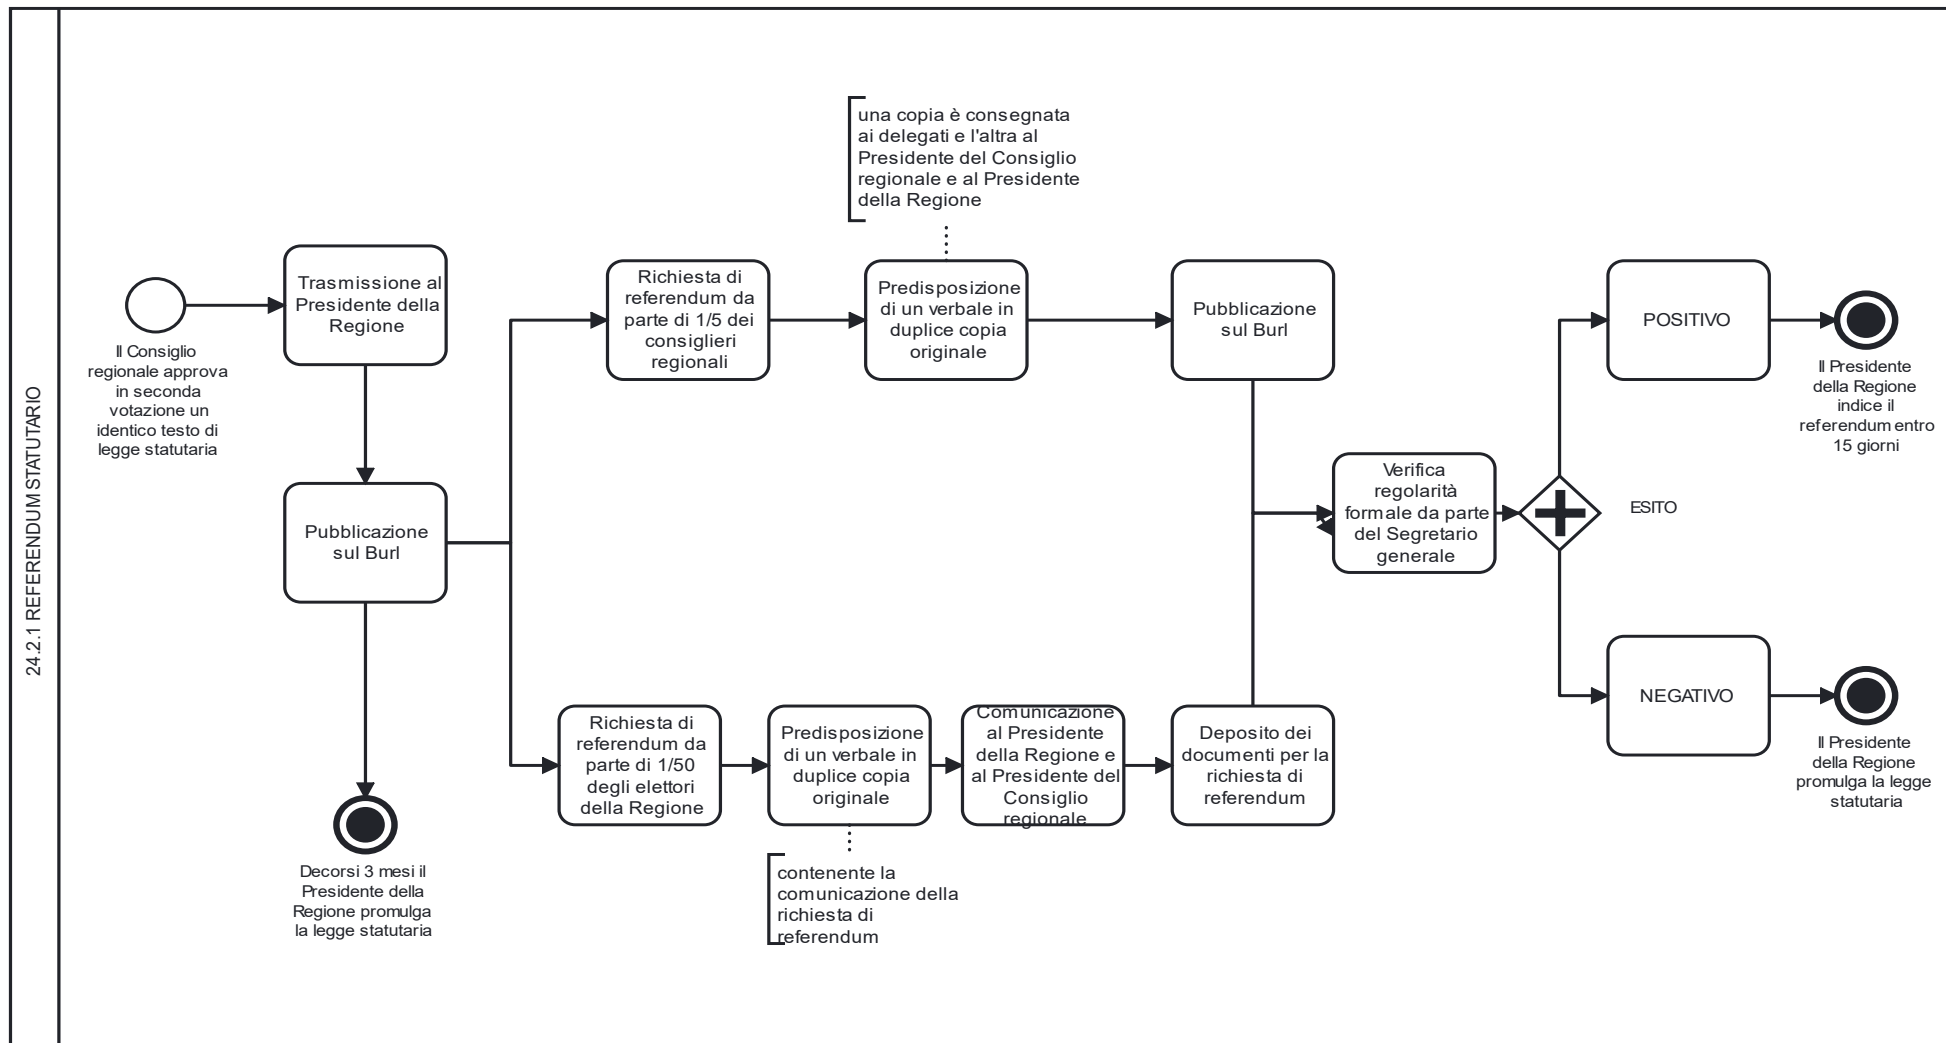 24.2.1 REFERENDUM STATUTARIO
Il Consiglio
regionale approva
in seconda
votazione un
identico testo di
legge statutaria
Trasmissione al
Presidente della
Regione
Pubblicazione
sul Burl
Decorsi 3 mesi il
Presidente della
Regione promulga
la legge statutaria
Richiesta di
referendum da
parte di 1/5 dei
consiglieri
regionali
una copia è consegnata
ai delegati e l'altra al
Presidente del Consiglio
regionale e al Presidente
della Regione
Predisposizione
di un verbale in
duplice copia
originale
Pubblicazione
sul Burl
Richiesta di
referendum da
parte di 1/50
degli elettori
della Regione
Predisposizione
di un verbale in
duplice copia
originale
contenente la
comunicazione della
richiesta di
referendum
Comunicazione
al Presidente
della Regione e
al Presidente del
Consiglio
regionale
Deposito dei
documenti per la
richiesta di
referendum
Verifica
regolarità
formale da parte
del Segretario
generale
ESITO
POSITIVO
Il Presidente
della Regione
indice il
referendum entro
15 giorni
NEGATIVO
Il Presidente
della Regione
promulga la legge
statutaria